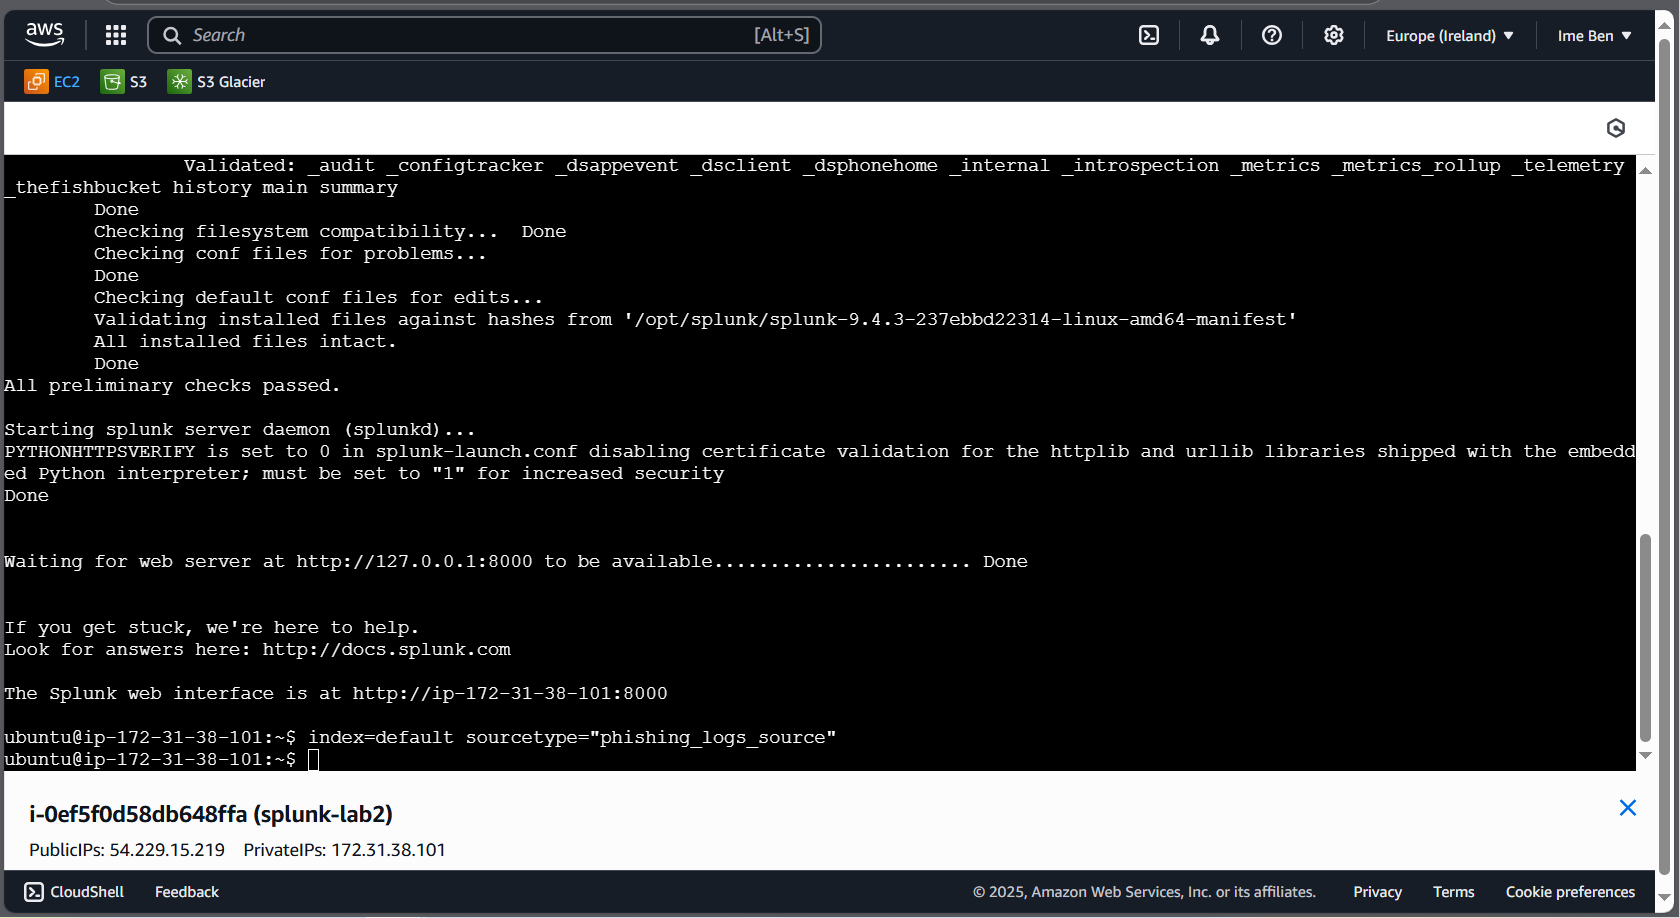 aws
Search [Alt+S] Europe (Ireland) Ime Ben
EC2 S3 S3 Glacier
Validated: _audit _configtracker _dsappevent _dsclient _dsphonehome _internal _introspection _metrics _metrics_rollup _telemetry
_thefishbucket history main summary
Done
Checking filesystem compatibility... Done
Checking conf files for problems...
Done
Checking default conf files for edits...
Validating installed files against hashes from '/opt/splunk/splunk-9.4.3-237ebbd22314-linux-amd64-manifest'
All installed files intact.
Done
All preliminary checks passed.
Starting splunk server daemon (splunkd)...
PYTHONHTTPSVERIFY is set to 0 in splunk-launch.conf disabling certificate validation for the httplib and urllib libraries shipped with the embedd
ed Python interpreter; must be set to "1" for increased security
Done
Waiting for web server at http://127.0.0.1:8000 to be available....................... Done
If you get stuck, we're here to help.
Look for answers here: http://docs.splunk.com
The Splunk web interface is at http://ip-172-31-38-101:8000
ubuntu@ip-172-31-38-101:~$ index=default sourcetype="phishing_logs_source"
ubuntu@ip-172-31-38-101:~$
i-0ef5f0d58db648ffa (splunk-lab2)
PublicIPs: 54.229.15.219 PrivateIPs: 172.31.38.101
CloudShell Feedback © 2025, Amazon Web Services, Inc. or its affiliates. Privacy Terms Cookie preferences